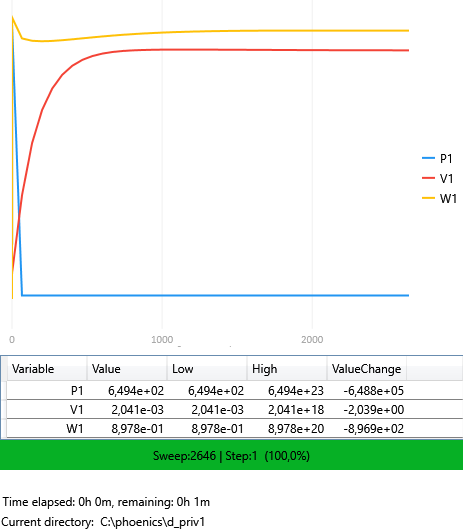 P1
V1
W1
0 1000 2000
Variable Value Low High ValueChange
P1 6,494e+02 6,494e+02 6,494e+23 -6,488e+05
V1 2,041e-03 2,041e-03 2,041e+18 -2,039e+00
W1 8,978e-01 8,978e-01 8,978e+20 -8,969e+02
Sweep:2646 | Step:1 (100,0%)
Time elapsed: 0h 0m, remaining: 0h 1m
Current directory: C:\phoenics\d_priv1